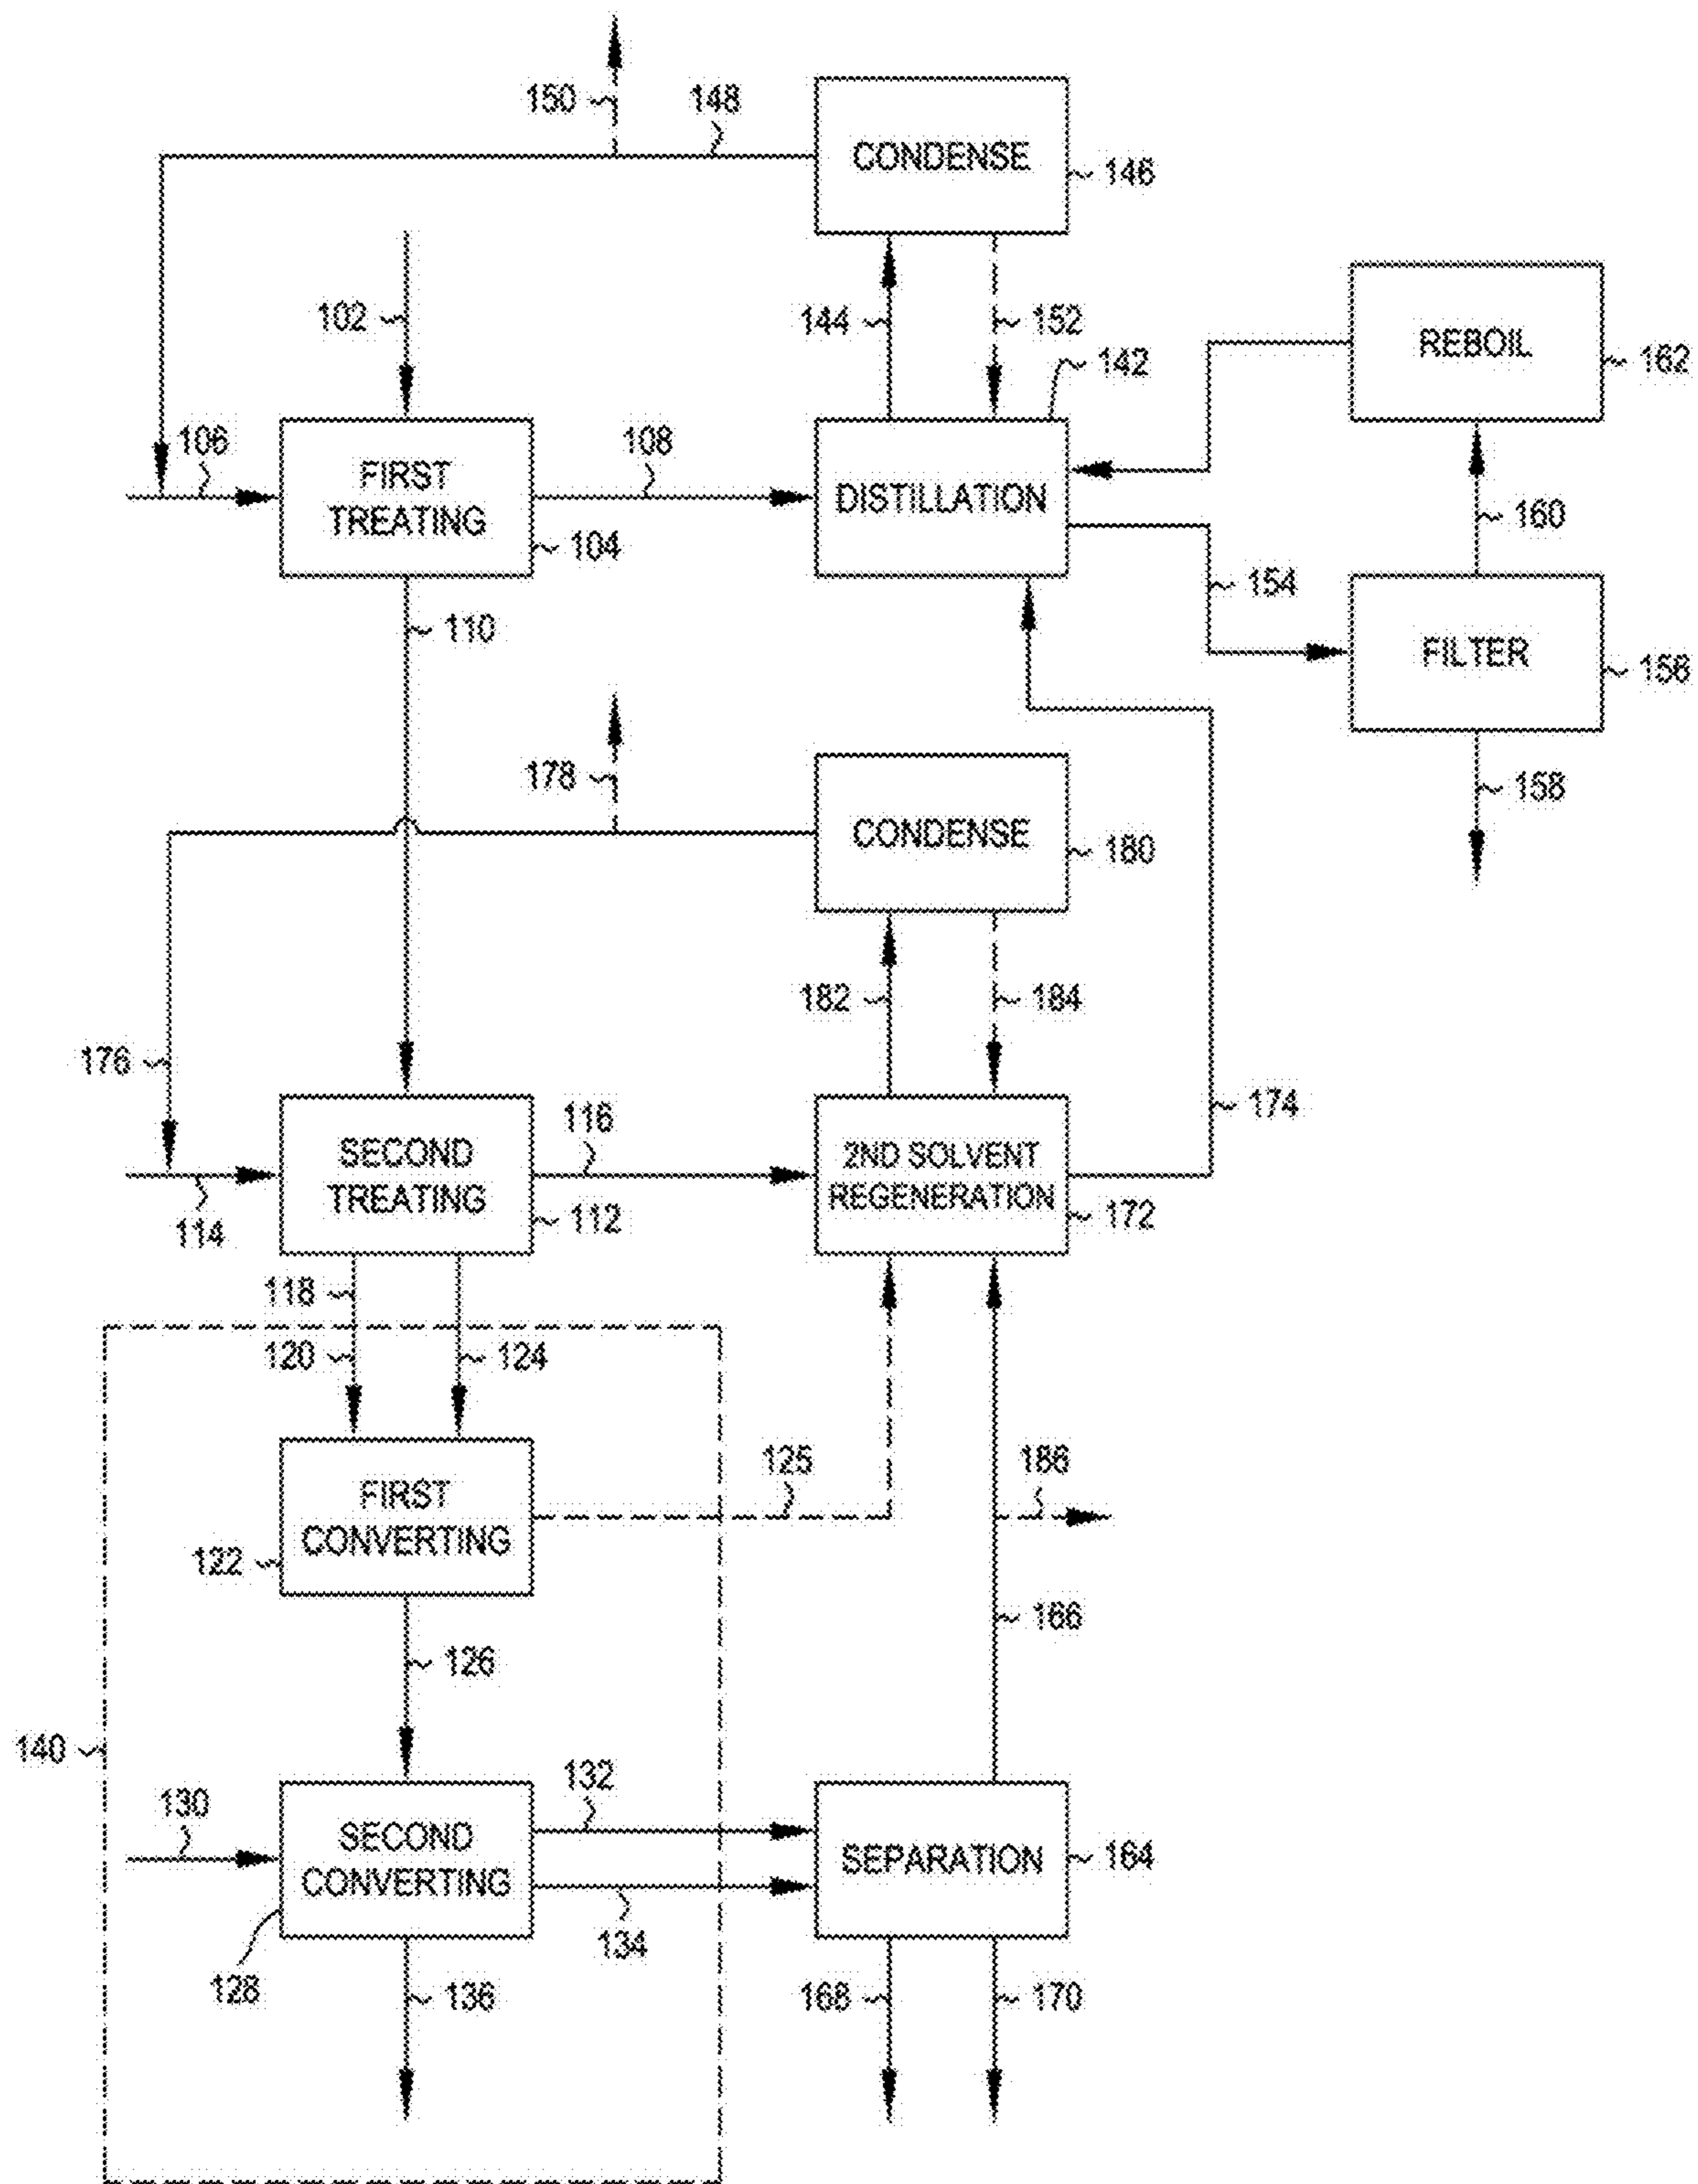 150
148
CONDENSE
146
102
144
152
142
REBOIL
162
106
FIRST
TREATING
104
108
DISTILLATION
160
154
110
FILTER
156
158
178
CONDENSE
180
182
184
176
174
116
SECOND
TREATING
112
114
2ND SOLVENT
REGENERATION
172
118
120
124
125
186
FIRST
CONVERTING
122
166
126
140
130
132
SECOND
CONVERTING
SEPARATION
164
134
128
136
168
170